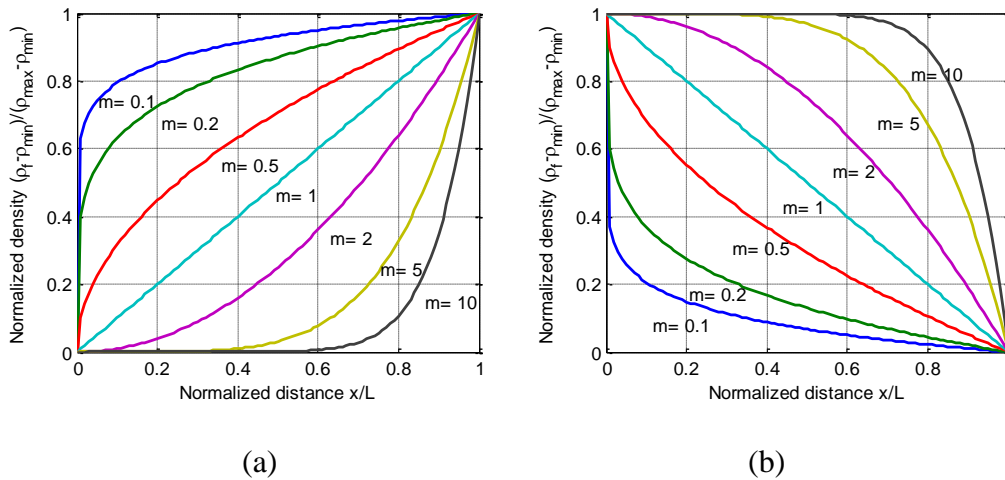 Normalized density (ρf-ρmin)/(ρmax-ρmin)
1
0.8
0.6
0.4
0.2
0
m= 0.1
m= 0.2
m= 0.5
m= 1
m= 2
m= 5
m= 10
0 0.2 0.4 0.6 0.8 1
Normalized distance x/L
(a)
Normalized density (ρf-ρmin)/(ρmax-ρmin)
1
0.8
0.6
0.4
0.2
0
m= 10
m= 5
m= 2
m= 1
m= 0.5
m= 0.2
m= 0.1
0 0.2 0.4 0.6 0.8
Normalized distance x/L
(b)